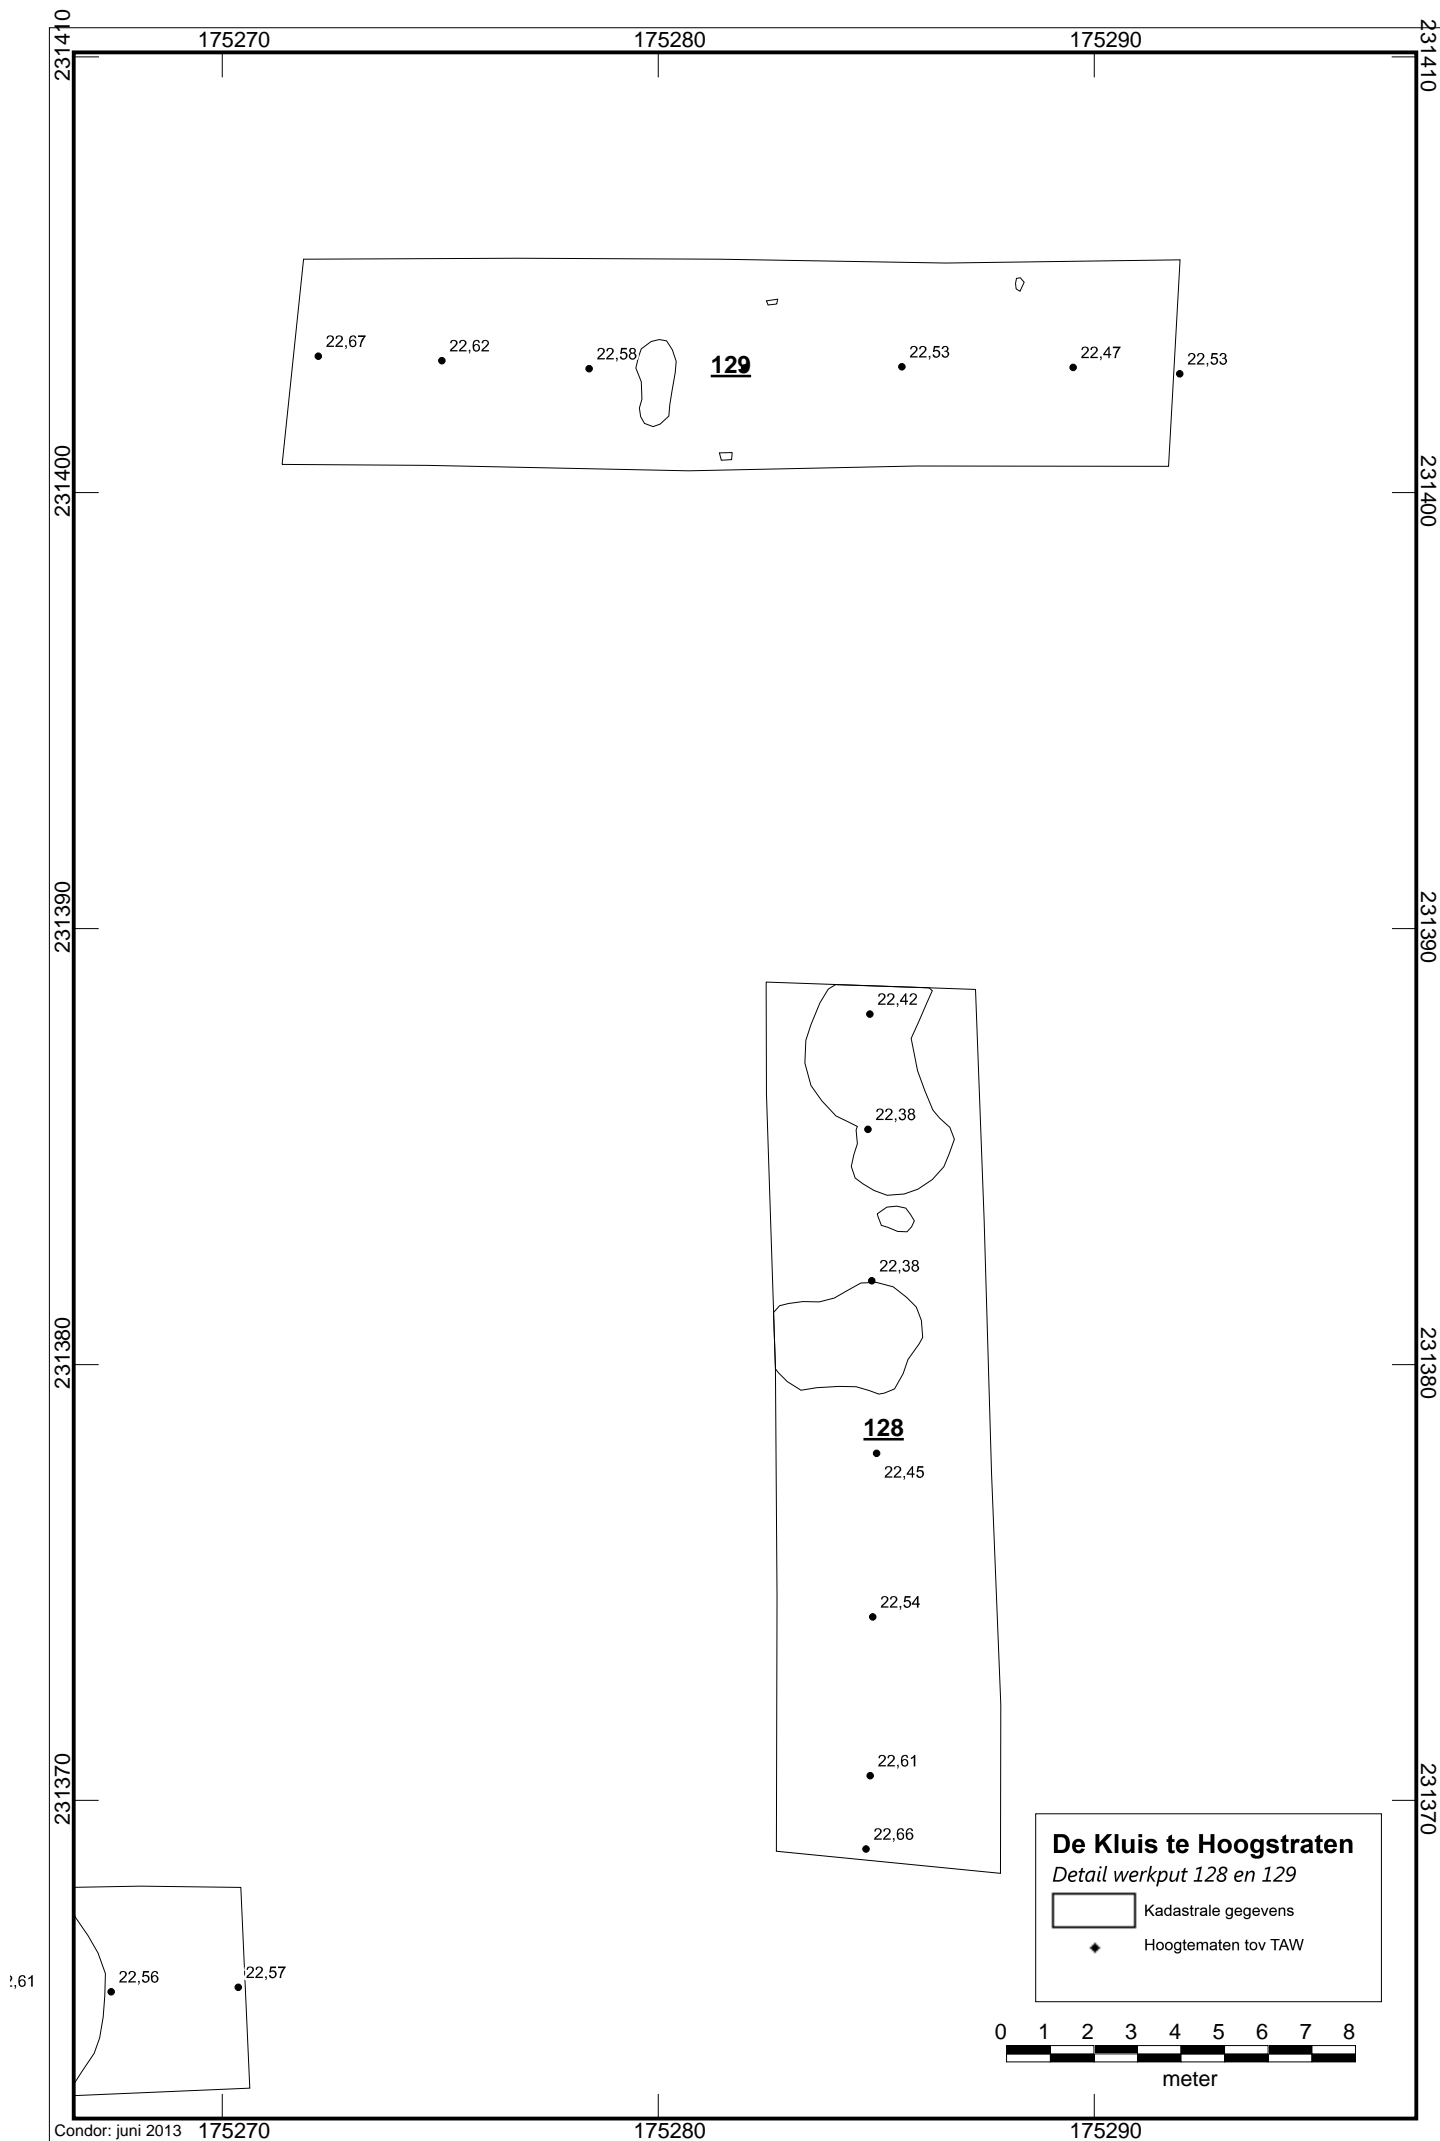 175270 175280 175290
231410 231410
22,67 22,62 22,58 129 22,53 22,47 22,53
231400 231400
231390 231390
22,42
22,38
22,38
231380 231380
128
22,45
22,54
22,61
231370 231370
22,66
De Kluis te Hoogstraten
Detail werkput 128 en 129
Kadastrale gegevens
Hoogtematen tov TAW
,61 22,56 22,57
0 1 2 3 4 5 6 7 8
meter
Condor: juni 2013 175270 175280 175290